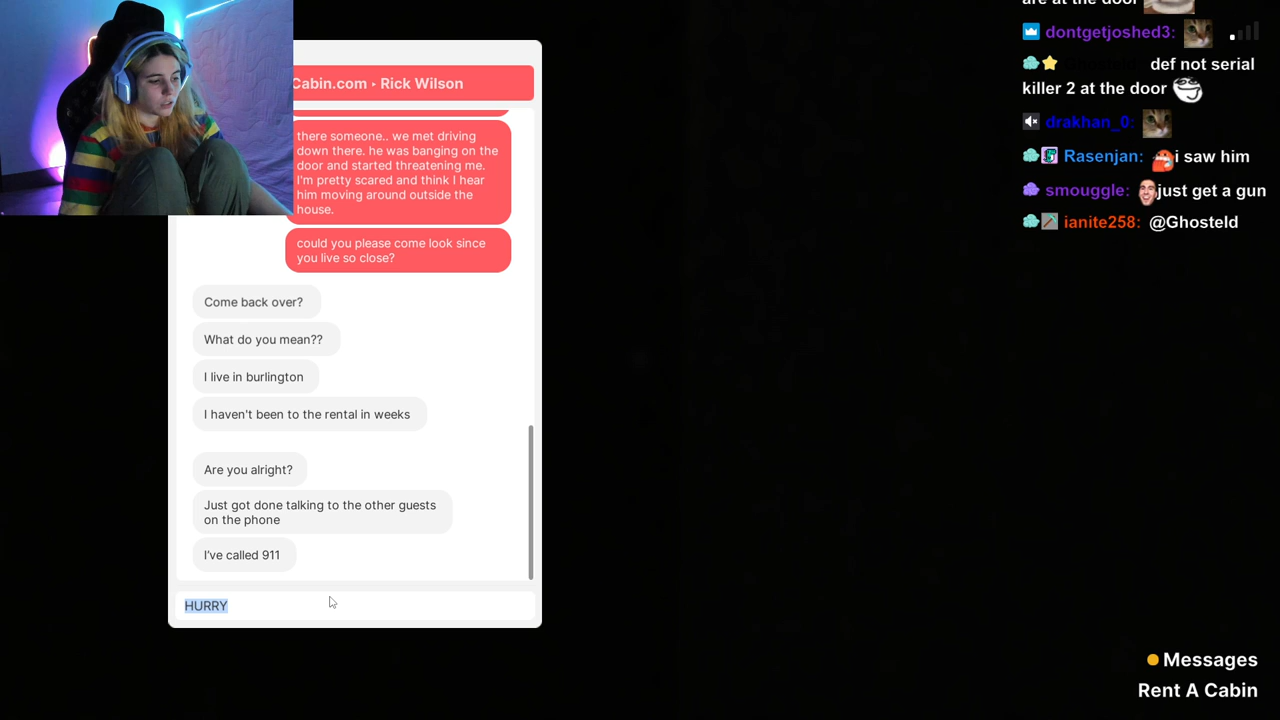 Cabin.com ▸ Rick Wilson
there someone.. we met driving
down there. he was banging on the
door and started threatening me.
I'm pretty scared and think I hear
him moving around outside the
house.
could you please come look since
you live so close?
Come back over?
What do you mean??
I live in burlington
I haven't been to the rental in weeks
Are you alright?
Just got done talking to the other guests
on the phone
I've called 911
HURRY
are at the door
dontgetjoshed3:
Ghosteld: def not serial
killer 2 at the door
drakhan_0:
Rasenjan: i saw him
smouggle: just get a gun
ianite258: @Ghosteld
Messages
Rent A Cabin